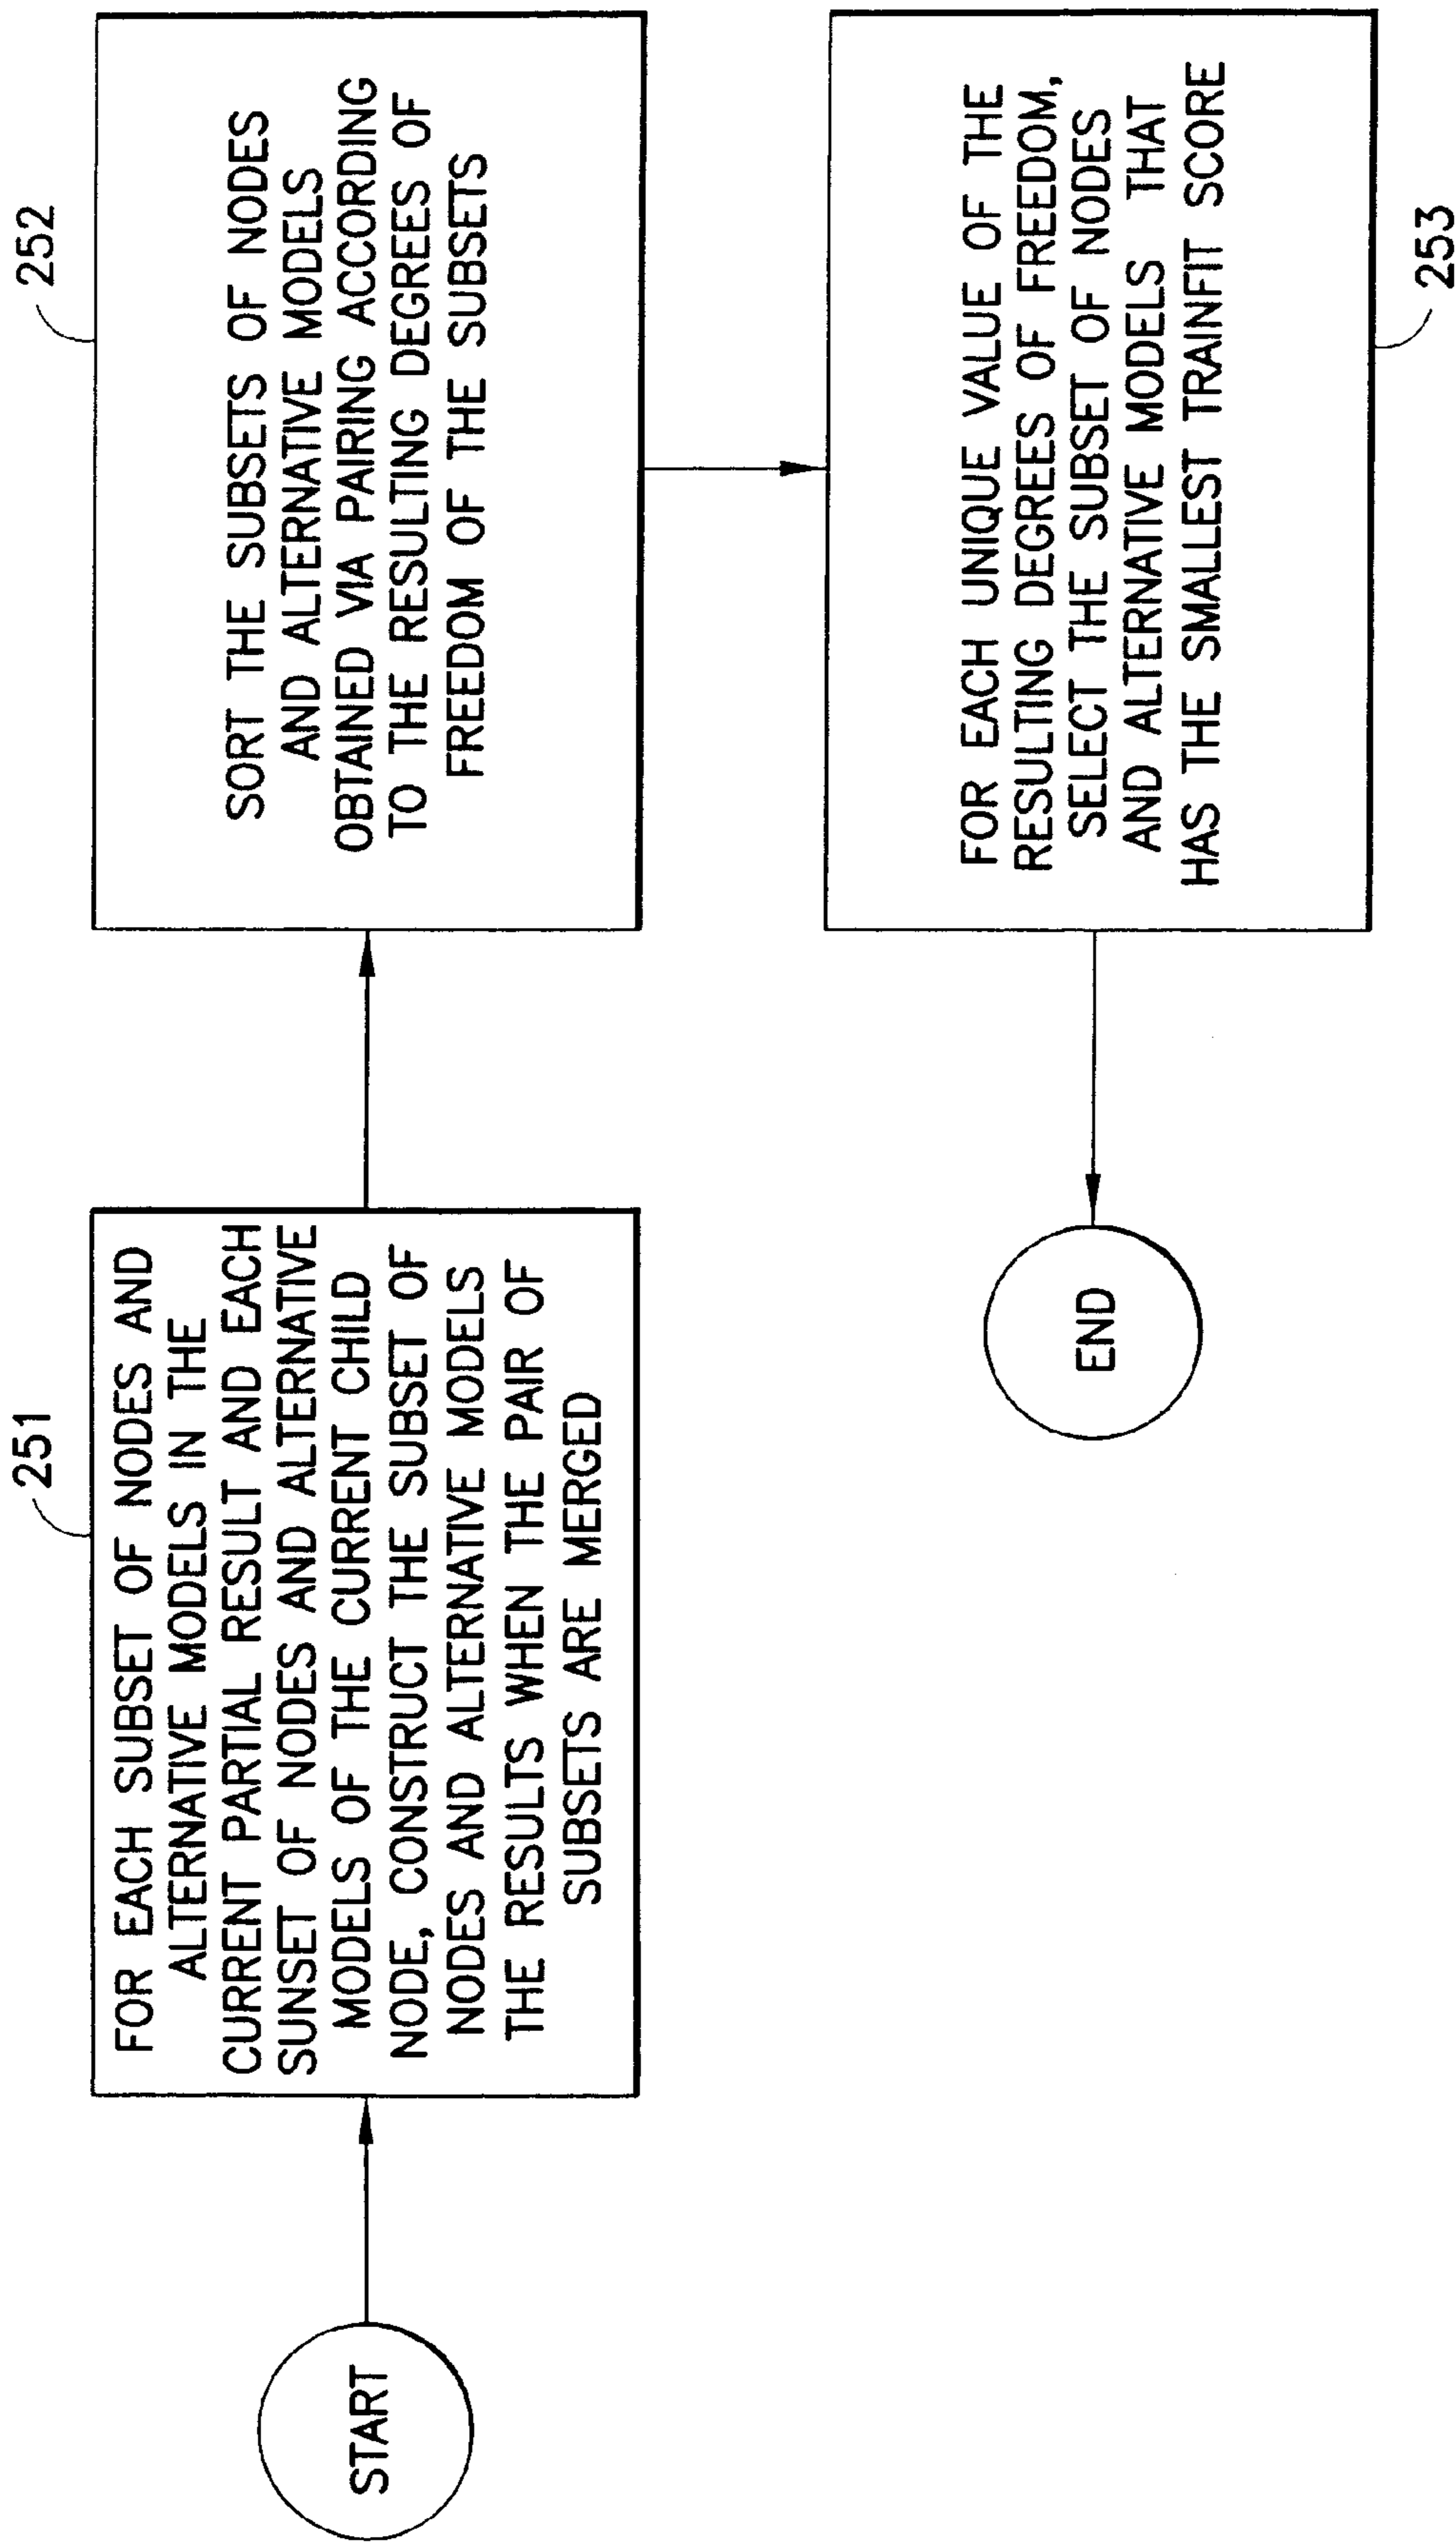 START
251
FOR EACH SUBSET OF NODES AND
ALTERNATIVE MODELS IN THE
CURRENT PARTIAL RESULT AND EACH
SUNSET OF NODES AND ALTERNATIVE
MODELS OF THE CURRENT CHILD
NODE, CONSTRUCT THE SUBSET OF
NODES AND ALTERNATIVE MODELS
THE RESULTS WHEN THE PAIR OF
SUBSETS ARE MERGED
252
SORT THE SUBSETS OF NODES
AND ALTERNATIVE MODELS
OBTAINED VIA PAIRING ACCORDING
TO THE RESULTING DEGREES OF
FREEDOM OF THE SUBSETS
FOR EACH UNIQUE VALUE OF THE
RESULTING DEGREES OF FREEDOM,
SELECT THE SUBSET OF NODES
AND ALTERNATIVE MODELS THAT
HAS THE SMALLEST TRAINFIT SCORE
253
END